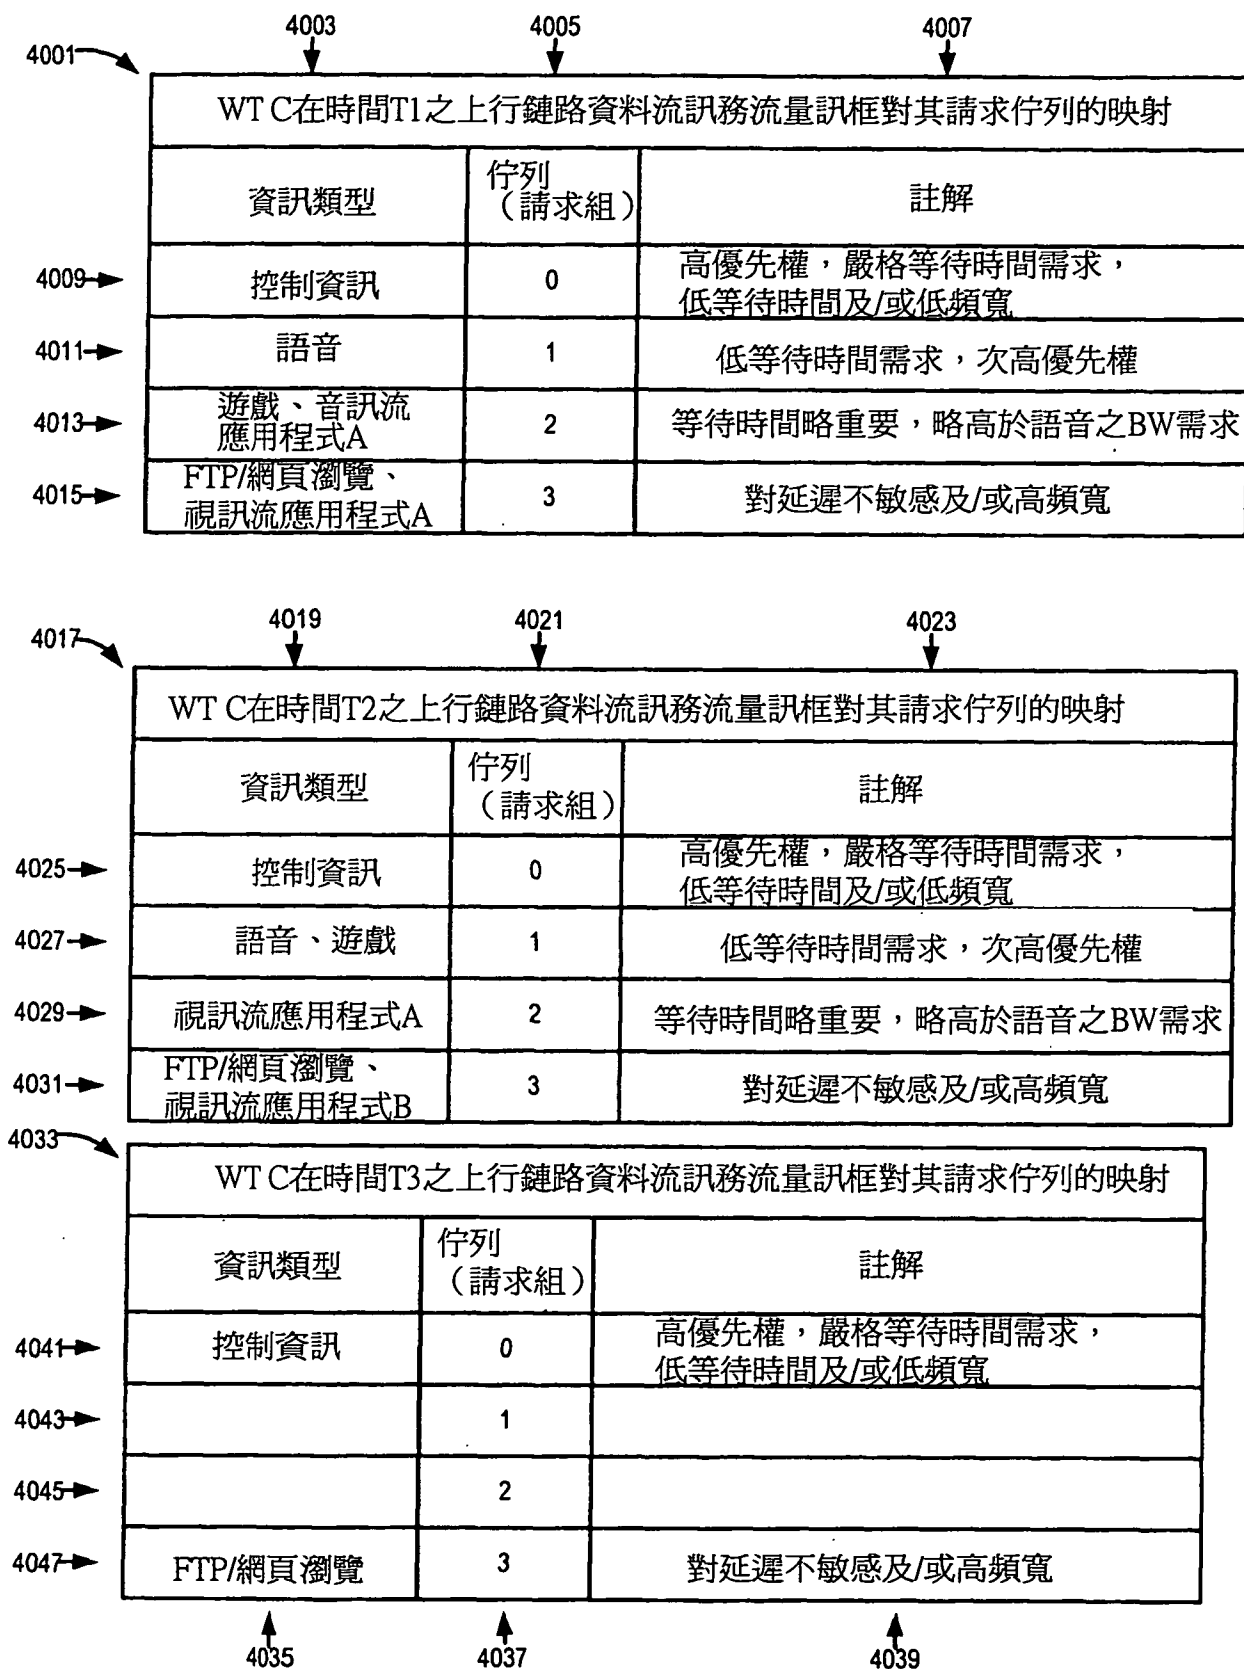 4003
4005
4007
4001
WT C在時間T1之上行鏈路資料流訊務流量訊框對其請求佇列的映射
資訊類型
佇列
(請求組)
註解
4009
控制資訊
0
高優先權，嚴格等待時間需求，
低等待時間及/或低頻寬
4011
語音
1
低等待時間需求，次高優先權
4013
遊戲、音訊流
應用程式A
2
等待時間略重要，略高於語音之BW需求
4015
FTP/網頁瀏覽、
視訊流應用程式A
3
對延遲不敏感及/或高頻寬
4019
4021
4023
4017
WT C在時間T2之上行鏈路資料流訊務流量訊框對其請求佇列的映射
資訊類型
佇列
(請求組)
註解
4025
控制資訊
0
高優先權，嚴格等待時間需求，
低等待時間及/或低頻寬
4027
語音、遊戲
1
低等待時間需求，次高優先權
4029
視訊流應用程式A
2
等待時間略重要，略高於語音之BW需求
4031
FTP/網頁瀏覽、
視訊流應用程式B
3
對延遲不敏感及/或高頻寬
4033
WT C在時間T3之上行鏈路資料流訊務流量訊框對其請求佇列的映射
資訊類型
佇列
(請求組)
註解
4041
控制資訊
0
高優先權，嚴格等待時間需求，
低等待時間及/或低頻寬
4043
1
4045
2
4047
FTP/網頁瀏覽
3
對延遲不敏感及/或高頻寬
4035
4037
4039